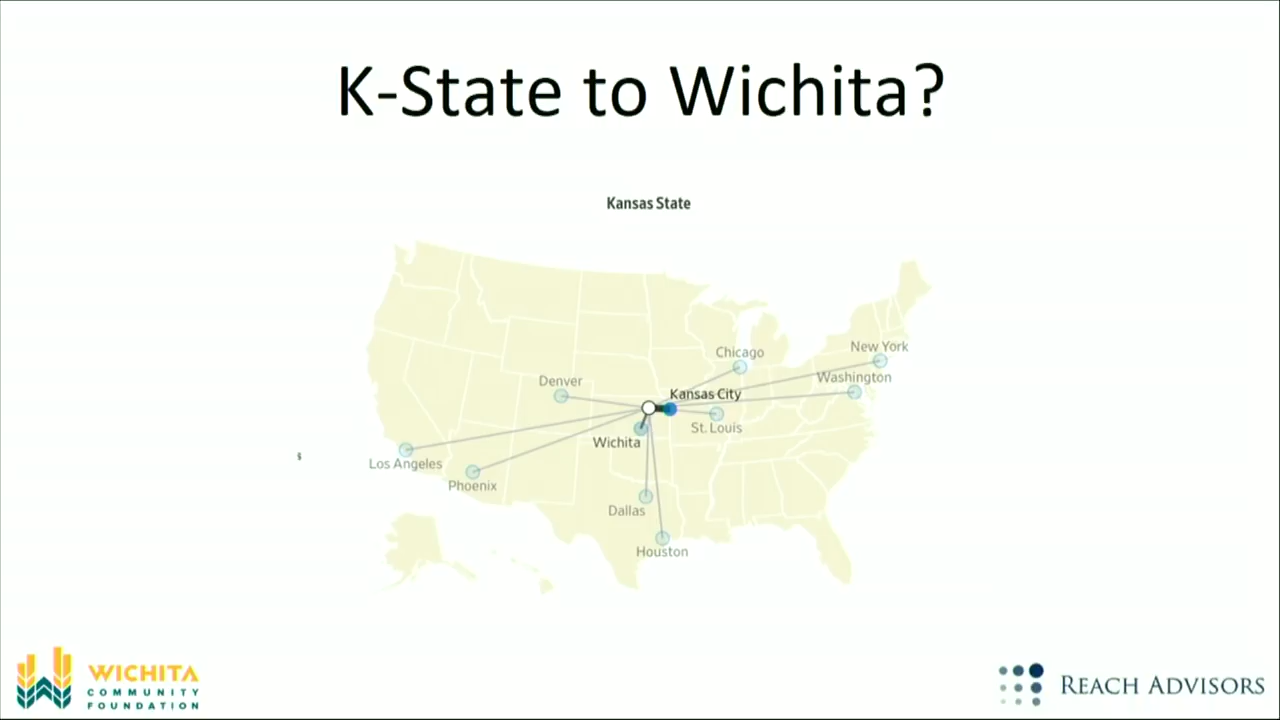 K-State to Wichita?
Kansas State
Chicago
New York
Denver
Washington
Kansas City
St. Louis
Wichita
Los Angeles
$
Phoenix
Dallas
Houston
WICHITA
COMMUNITY
FOUNDATION
REACH ADVISORS